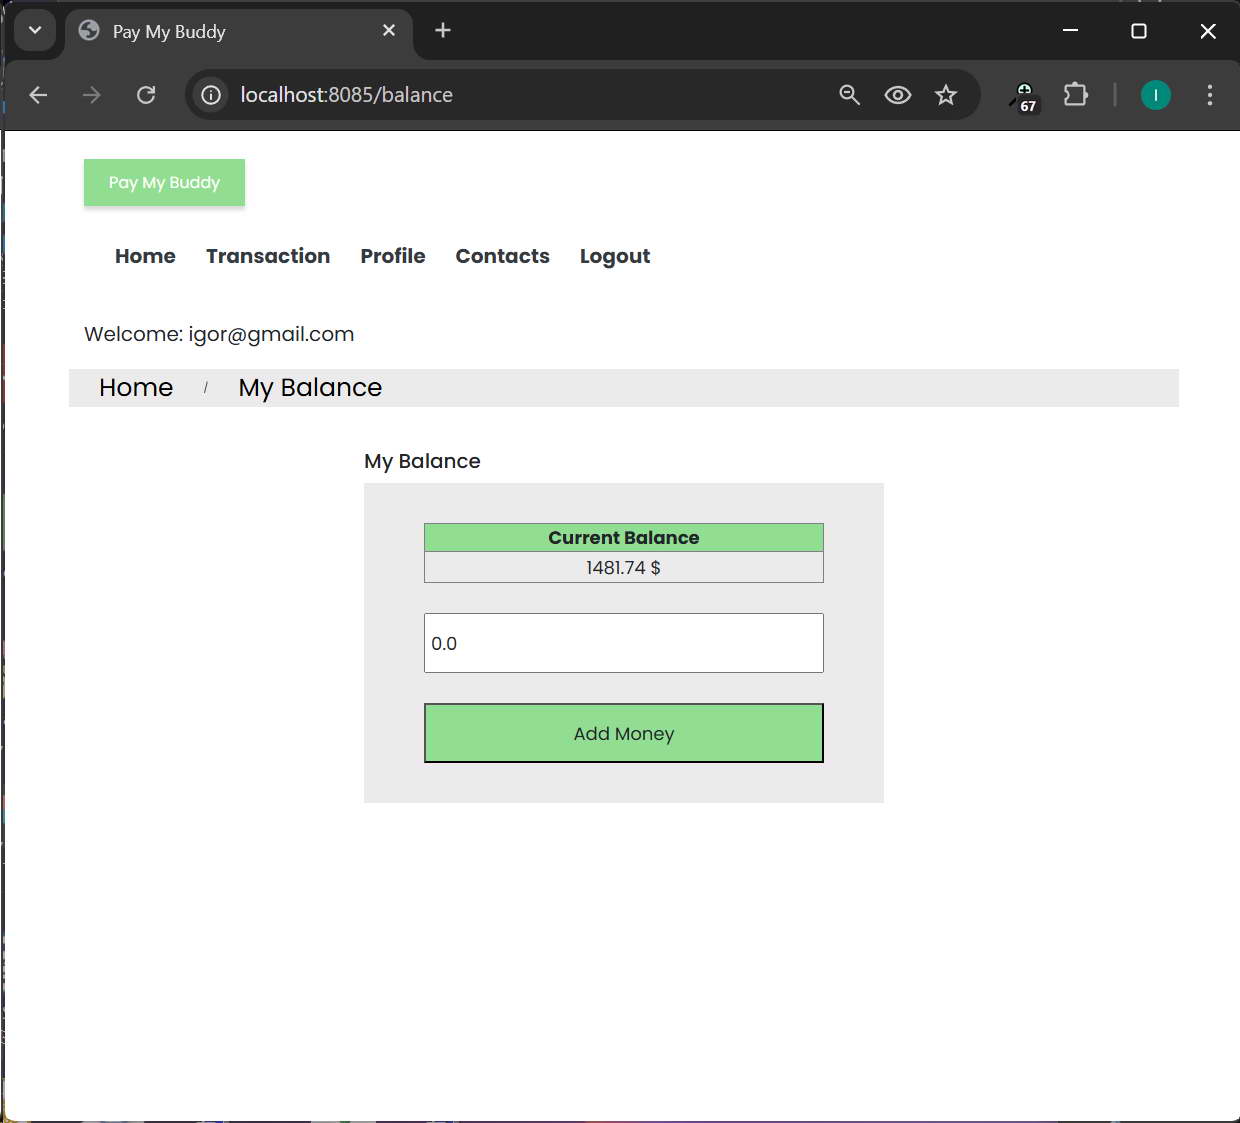 Pay My Buddy
localhost:8085/balance
67
I
Pay My Buddy
Home Transaction Profile Contacts Logout
Welcome: igor@gmail.com
Home / My Balance
My Balance
Current Balance
1481.74 $
0.0
Add Money